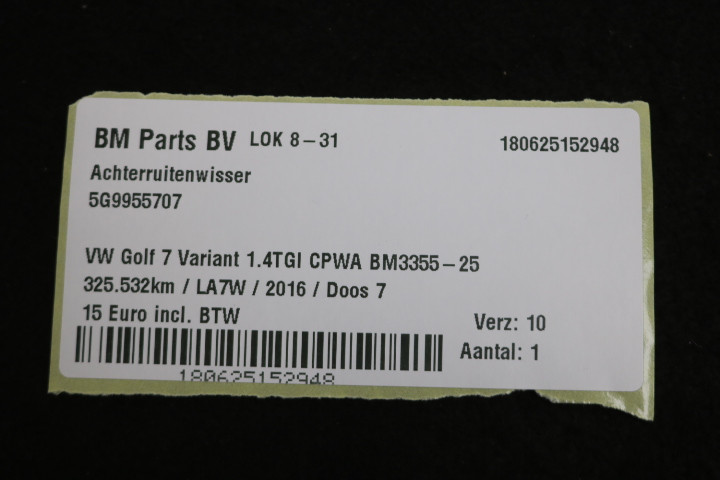 BM Parts BV LOK 8-31 180625152948
Achterruitenwisser
5G9955707
VW Golf 7 Variant 1.4TGI CPWA BM3355-25
325.532km / LA7W / 2016 / Doos 7
15 Euro incl. BTW
Verz: 10
Aantal: 1
180625152948